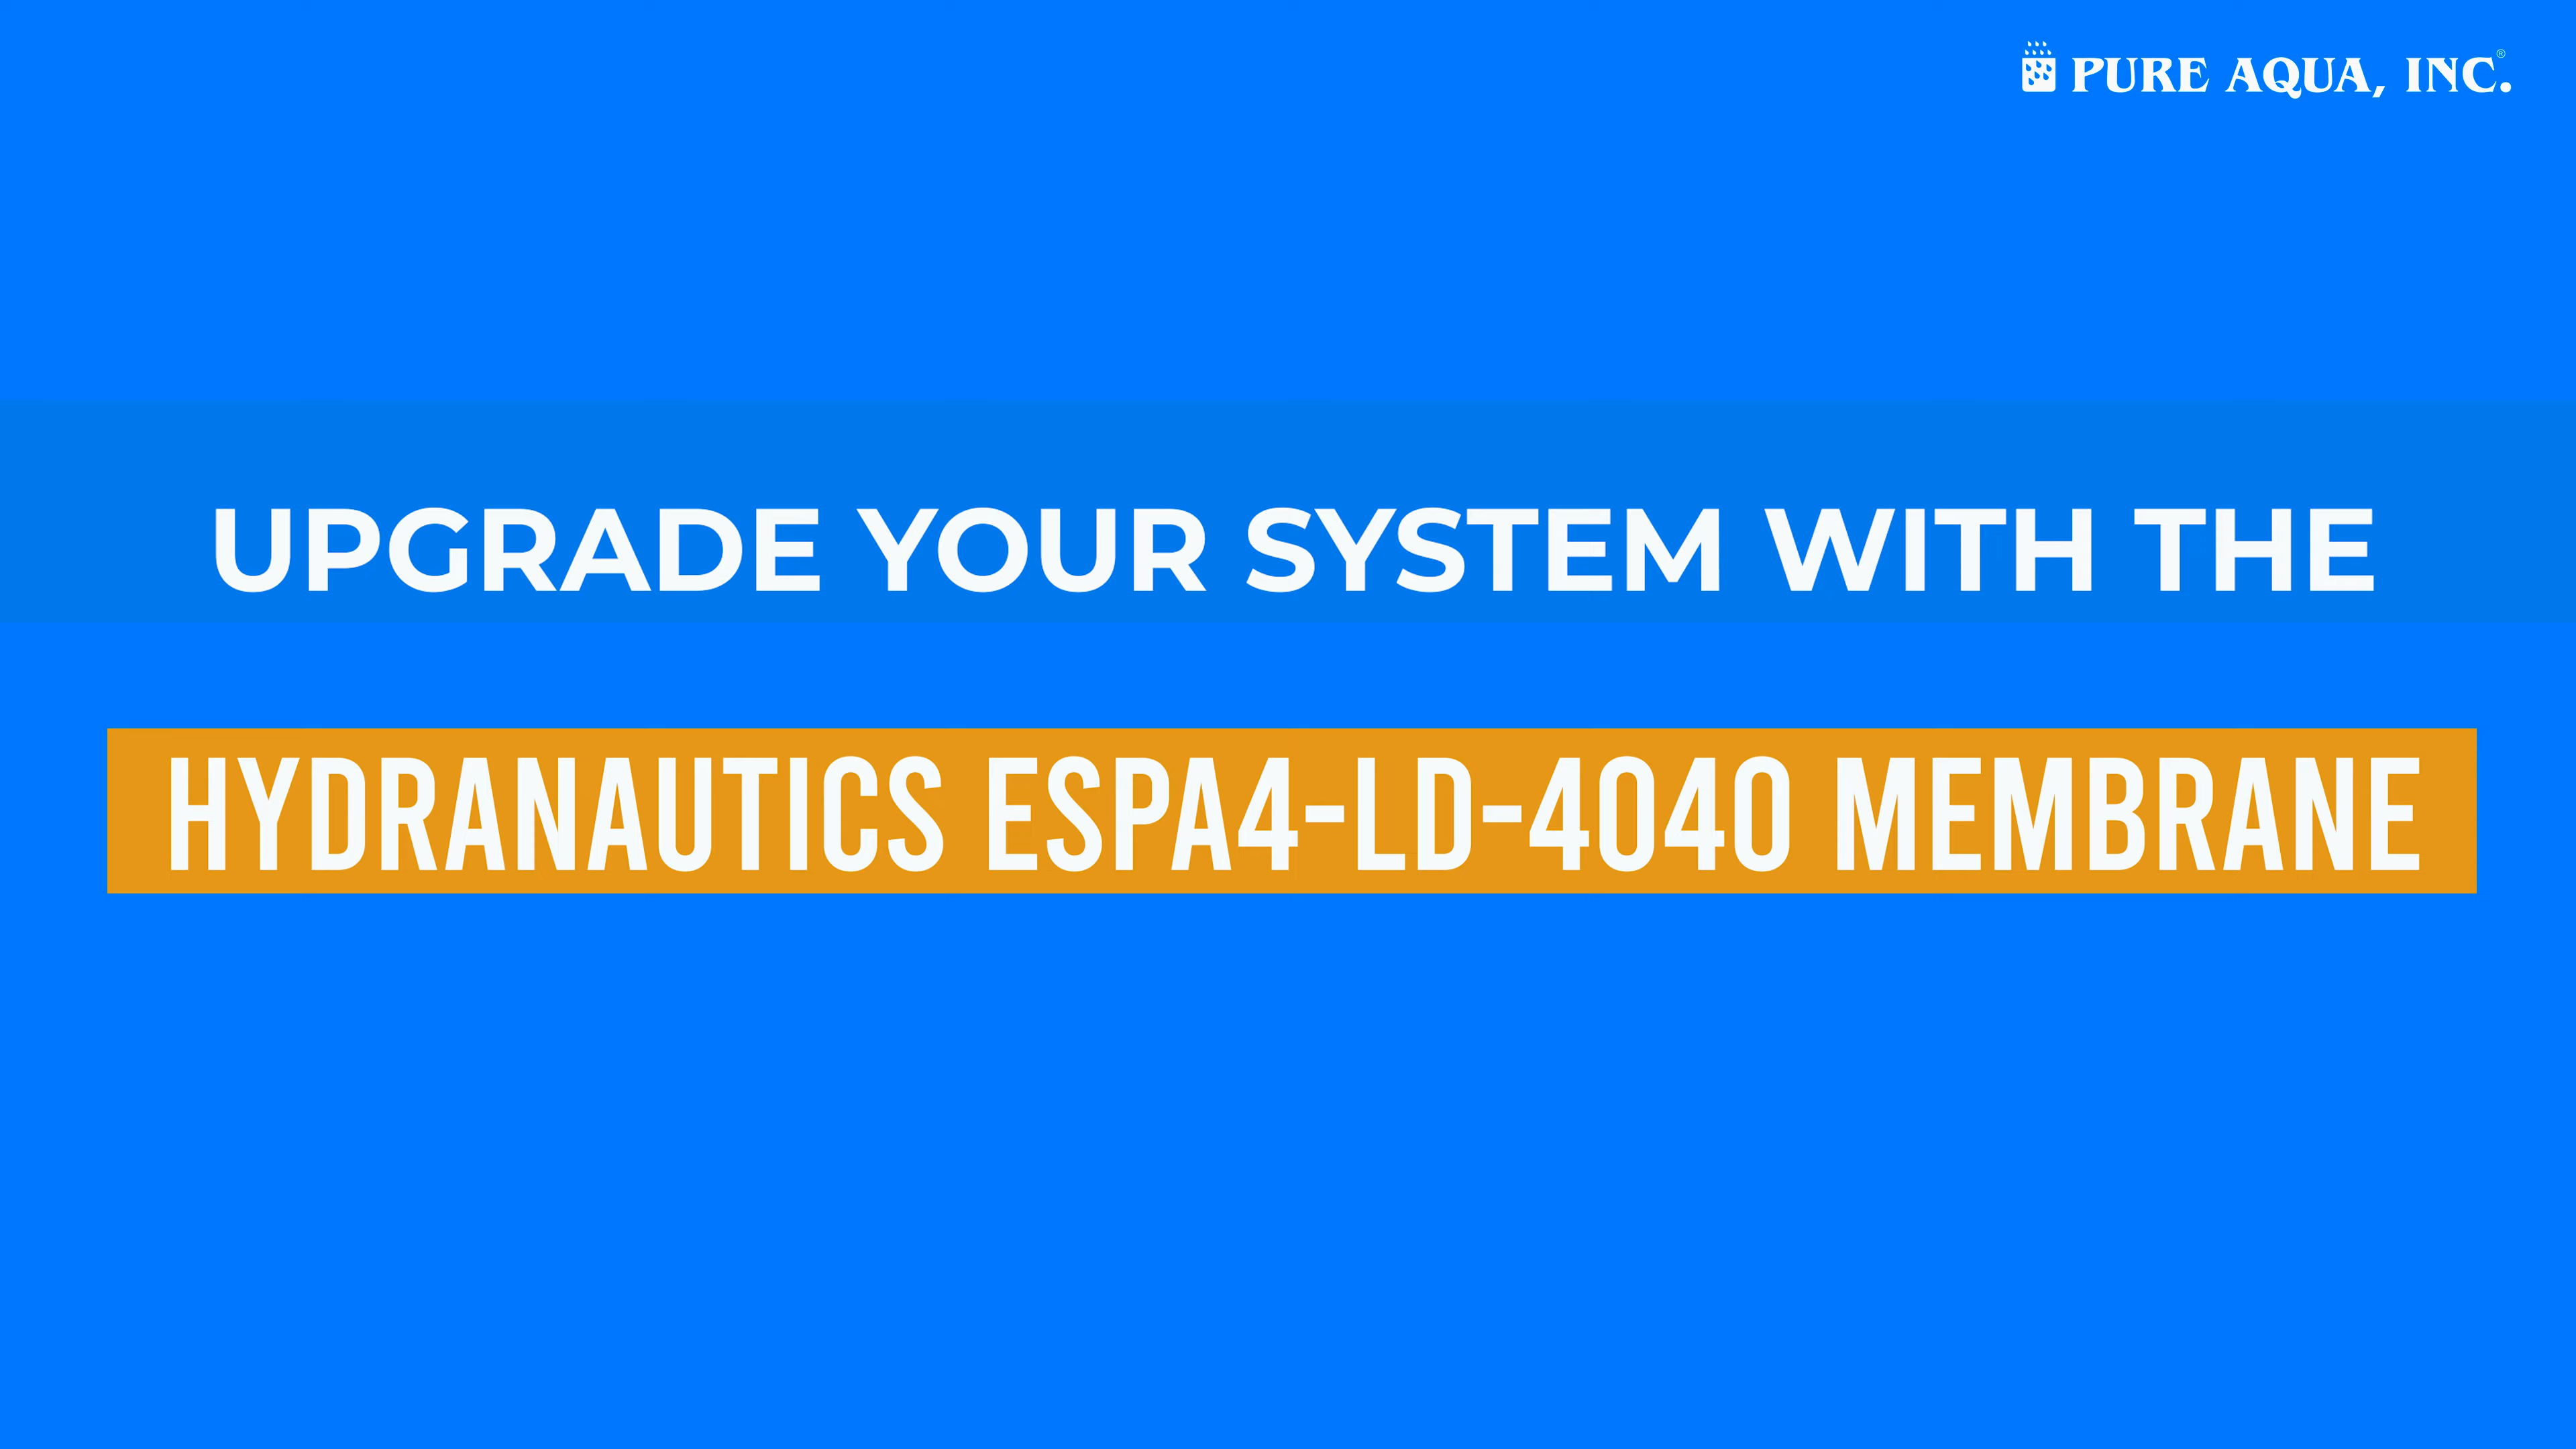 PURE AQUA, INC.®
UPGRADE YOUR SYSTEM WITH THE
HYDRANAUTICS ESPA4-LD-4040 MEMBRANE